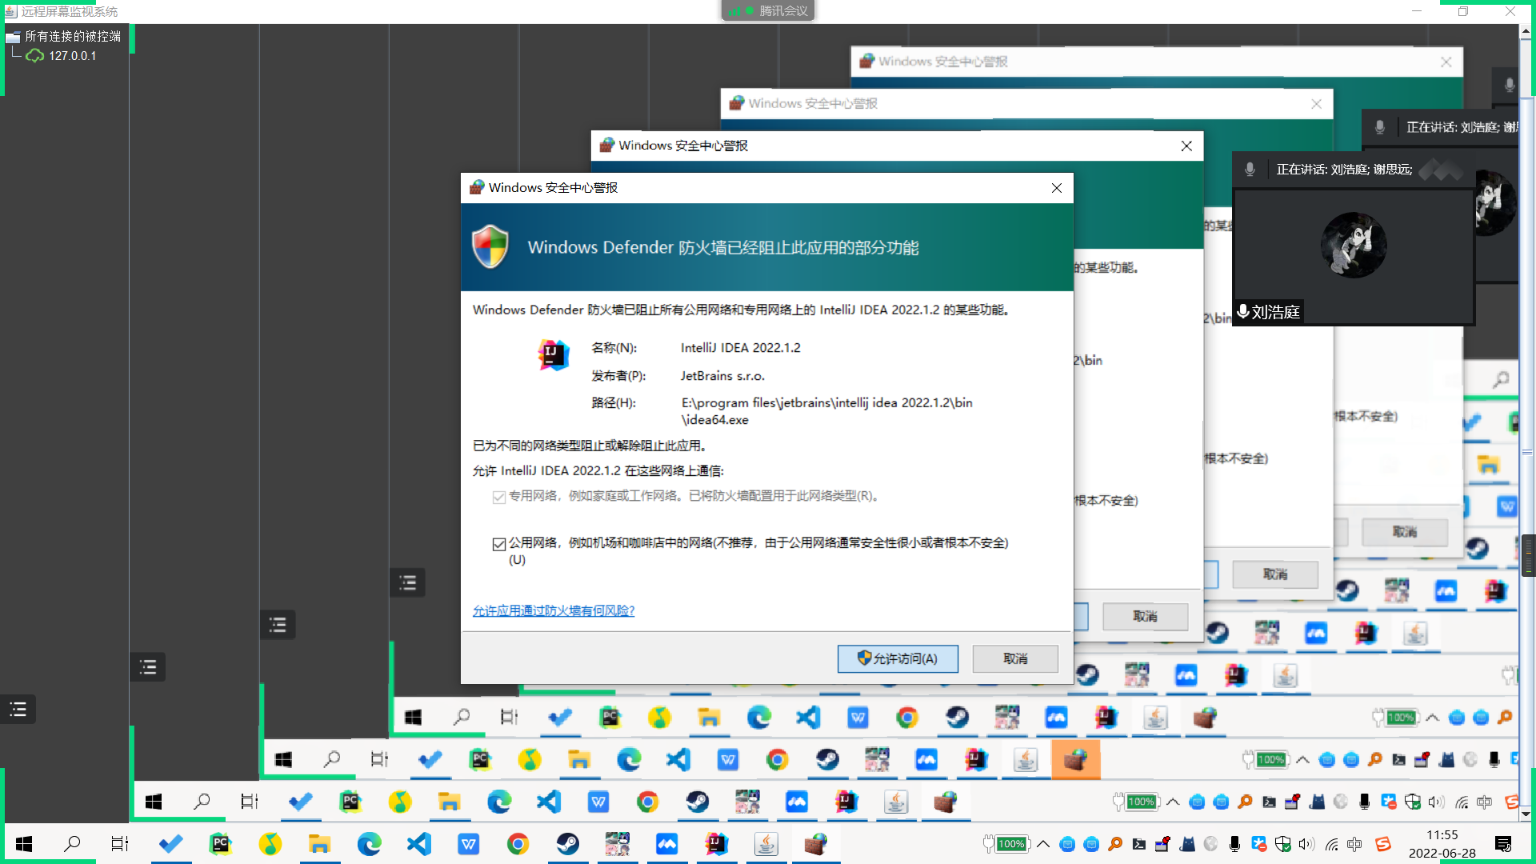 远程屏幕监视系统
腾讯会议
所有连接的被控端
127.0.0.1
Windows 安全中心警报
Windows 安全中心警报
Windows 安全中心警报
Windows 安全中心警报
Windows Defender 防火墙已经阻止此应用的部分功能
Windows Defender 防火墙已阻止所有公用网络和专用网络上的 IntelliJ IDEA 2022.1.2 的某些功能。
名称(N): IntelliJ IDEA 2022.1.2
发布者(P): JetBrains s.r.o.
路径(H): E:\program files\jetbrains\intellij idea 2022.1.2\bin
\idea64.exe
已为不同的网络类型阻止或解除阻止此应用。
允许 IntelliJ IDEA 2022.1.2 在这些网络上通信:
专用网络，例如家庭或工作网络。已将防火墙配置用于此网络类型(R)。
公用网络，例如机场和咖啡店中的网络(不推荐，由于公用网络通常安全性很小或者根本不安全)
(U)
允许应用通过防火墙有何风险?
允许访问(A)
取消
的某些功能。
2\bin
根本不安全)
取消
2\bin
根本不安全)
取消
根本不安全)
取消
正在讲话: 刘浩庭; 谢
正在讲话: 刘浩庭; 谢思远;
刘浩庭
100%
100%
100%
100%
11:55
2022-06-28